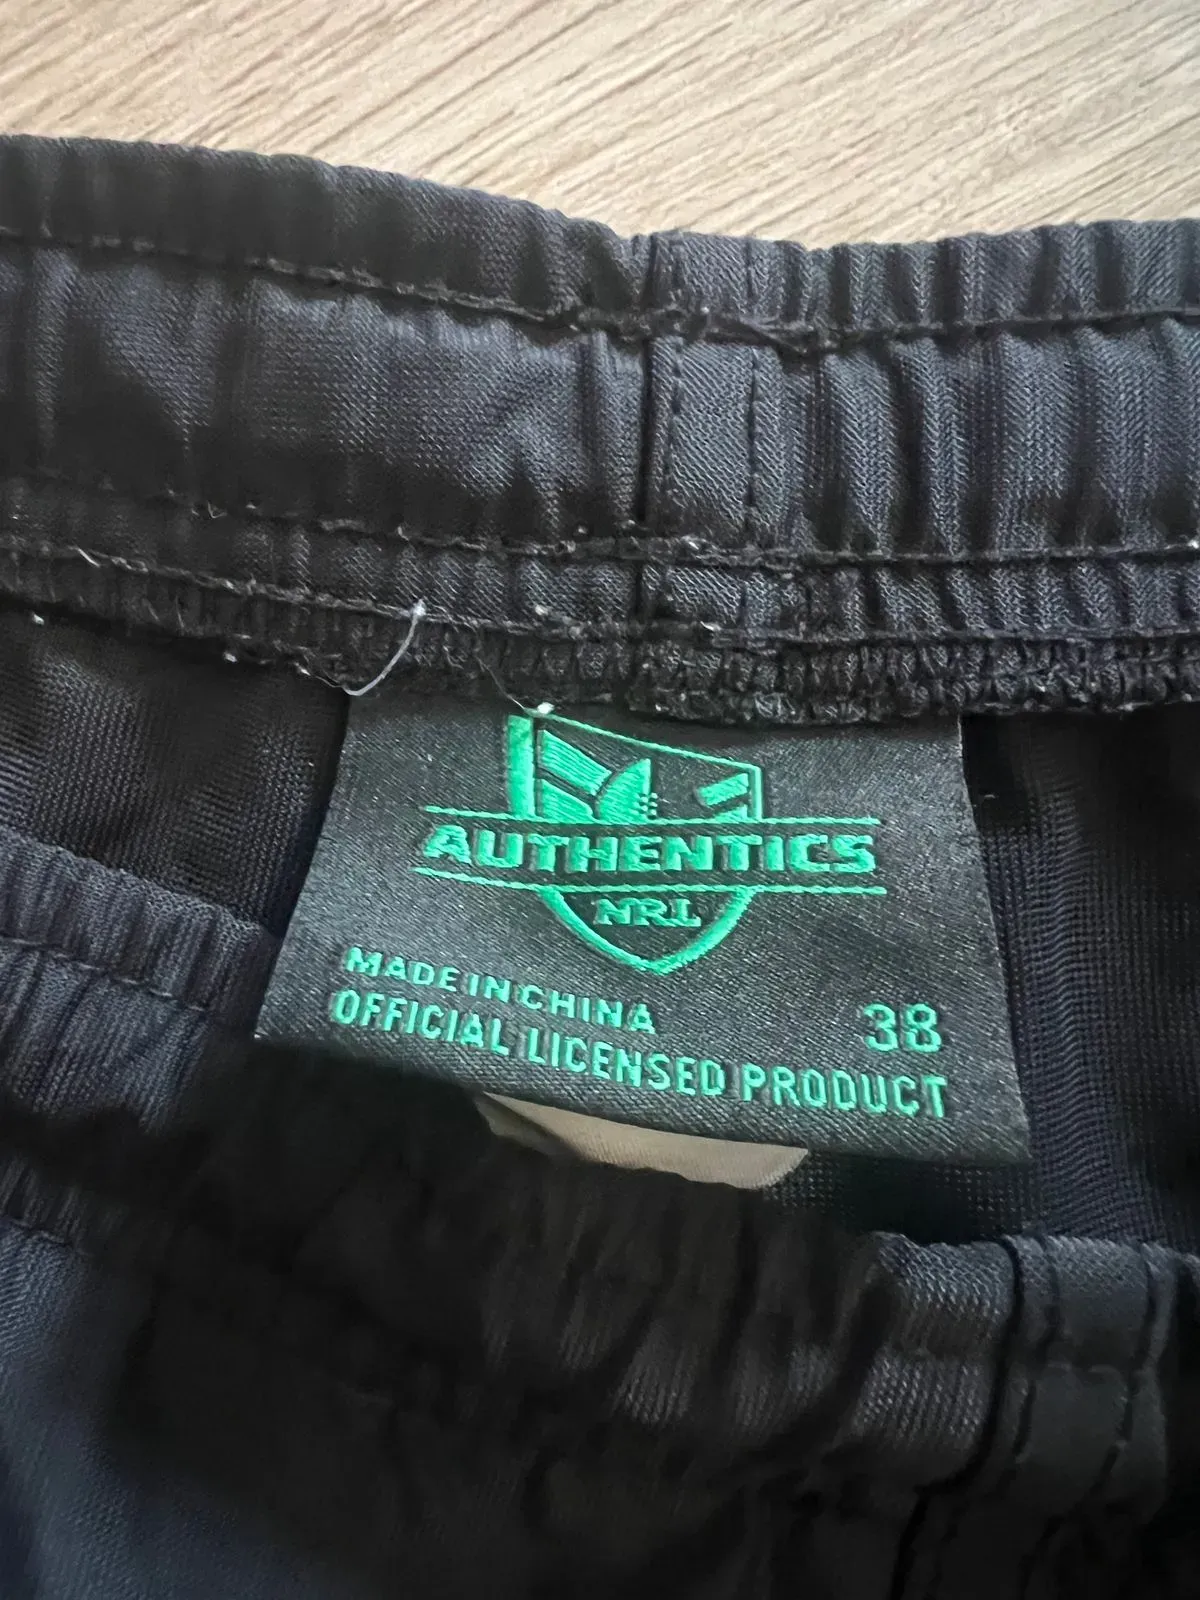 AUTHENTICS
NRL
MADE IN CHINA
38
OFFICIAL LICENSED PRODUCT